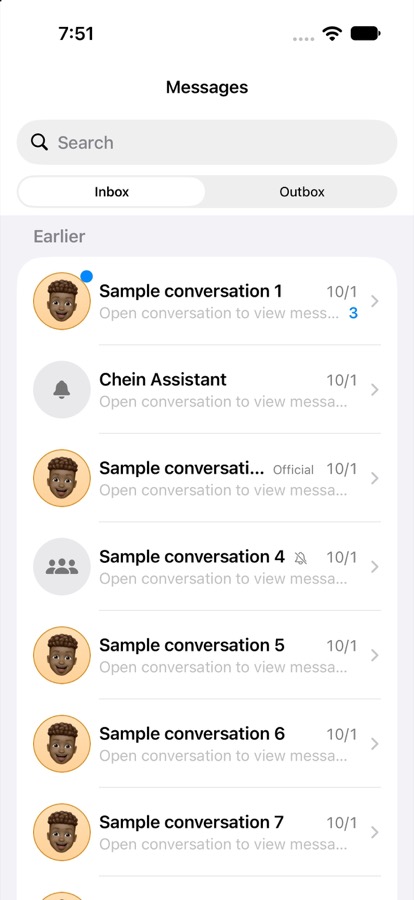 7:51
Messages
Search
Inbox Outbox
Earlier
Sample conversation 1 10/1
Open conversation to view mess... 3
Chein Assistant 10/1
Open conversation to view messa...
Sample conversati... Official 10/1
Open conversation to view messa...
Sample conversation 4 10/1
Open conversation to view messa...
Sample conversation 5 10/1
Open conversation to view messa...
Sample conversation 6 10/1
Open conversation to view messa...
Sample conversation 7 10/1
Open conversation to view messa...